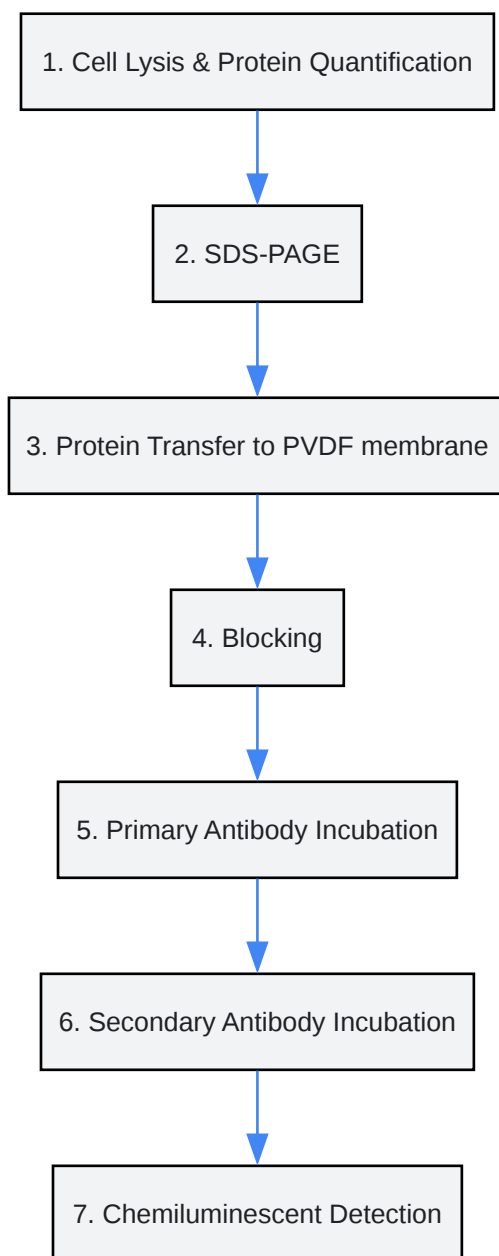 1. Cell Lysis & Protein Quantification
2. SDS-PAGE
3. Protein Transfer to PVDF membrane
4. Blocking
5. Primary Antibody Incubation
6. Secondary Antibody Incubation
7. Chemiluminescent Detection